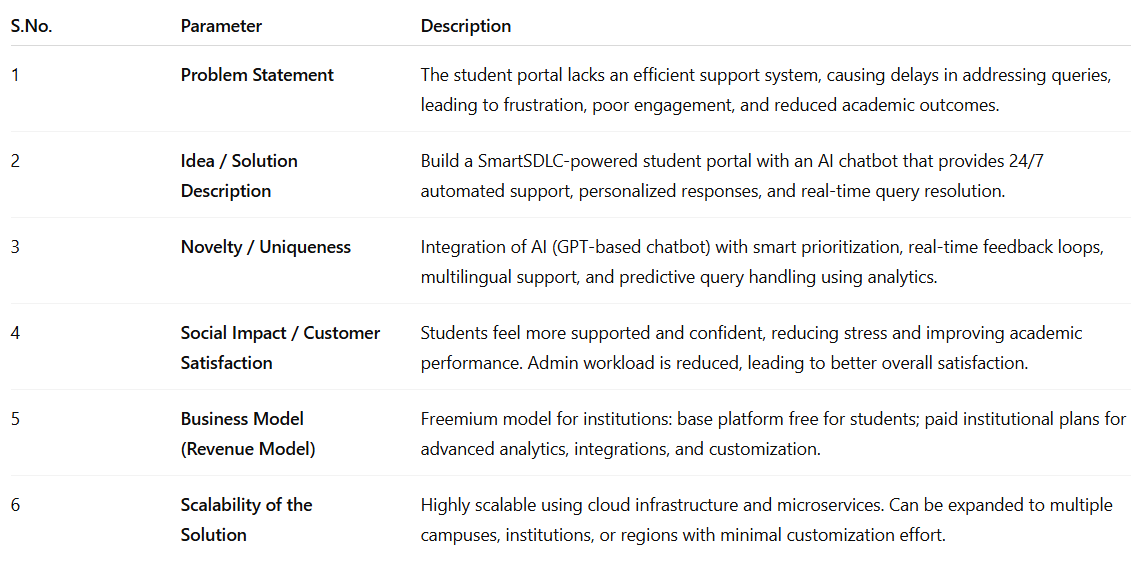 S.No. Parameter Description
1 Problem Statement The student portal lacks an efficient support system, causing delays in addressing queries,
leading to frustration, poor engagement, and reduced academic outcomes.
2 Idea / Solution Build a SmartSDLC-powered student portal with an AI chatbot that provides 24/7
Description automated support, personalized responses, and real-time query resolution.
3 Novelty / Uniqueness Integration of AI (GPT-based chatbot) with smart prioritization, real-time feedback loops,
multilingual support, and predictive query handling using analytics.
4 Social Impact / Customer Students feel more supported and confident, reducing stress and improving academic
Satisfaction performance. Admin workload is reduced, leading to better overall satisfaction.
5 Business Model Freemium model for institutions: base platform free for students; paid institutional plans for
(Revenue Model) advanced analytics, integrations, and customization.
6 Scalability of the Highly scalable using cloud infrastructure and microservices. Can be expanded to multiple
Solution campuses, institutions, or regions with minimal customization effort.